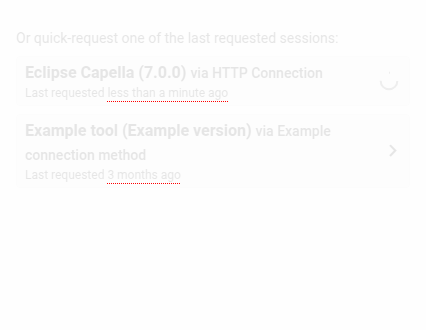 Or quick-request one of the last requested sessions:
Eclipse Capella (7.0.0) via HTTP Connection
Last requested less than a minute ago
Example tool (Example version) via Example
connection method
Last requested 3 months ago.